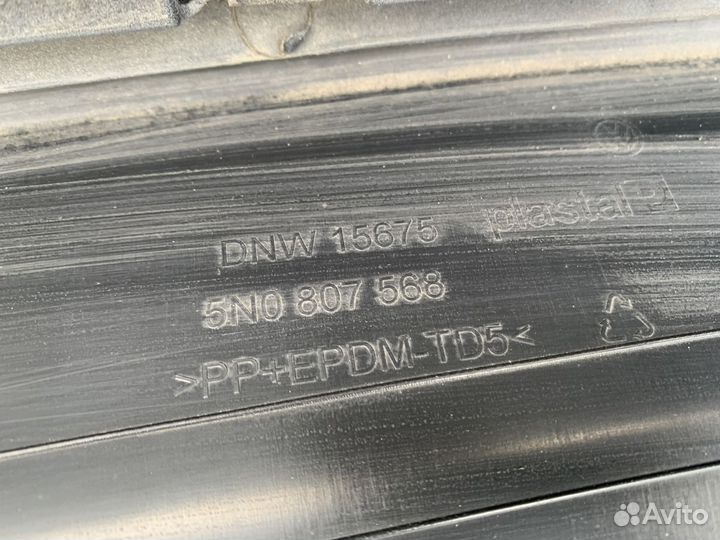 DNW 15675
plastal
5N0 807 568
>PP+EPDM-TD5<
Avito